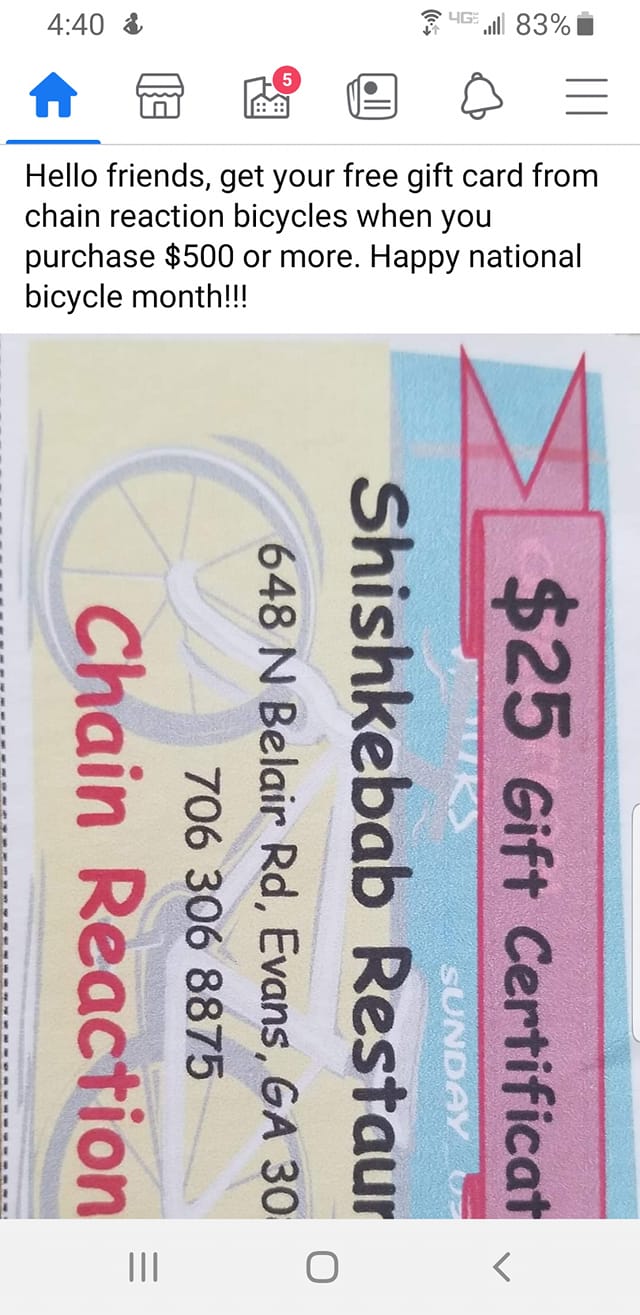 4:40
4GE
83%
5
Hello friends, get your free gift card from
chain reaction bicycles when you
purchase $500 or more. Happy national
bicycle month!!!
$25 Gift Certificat
SUNDAY
Shishkebab Restaur
648 N Belair Rd, Evans, GA 30
706 306 8875
Chain Reaction